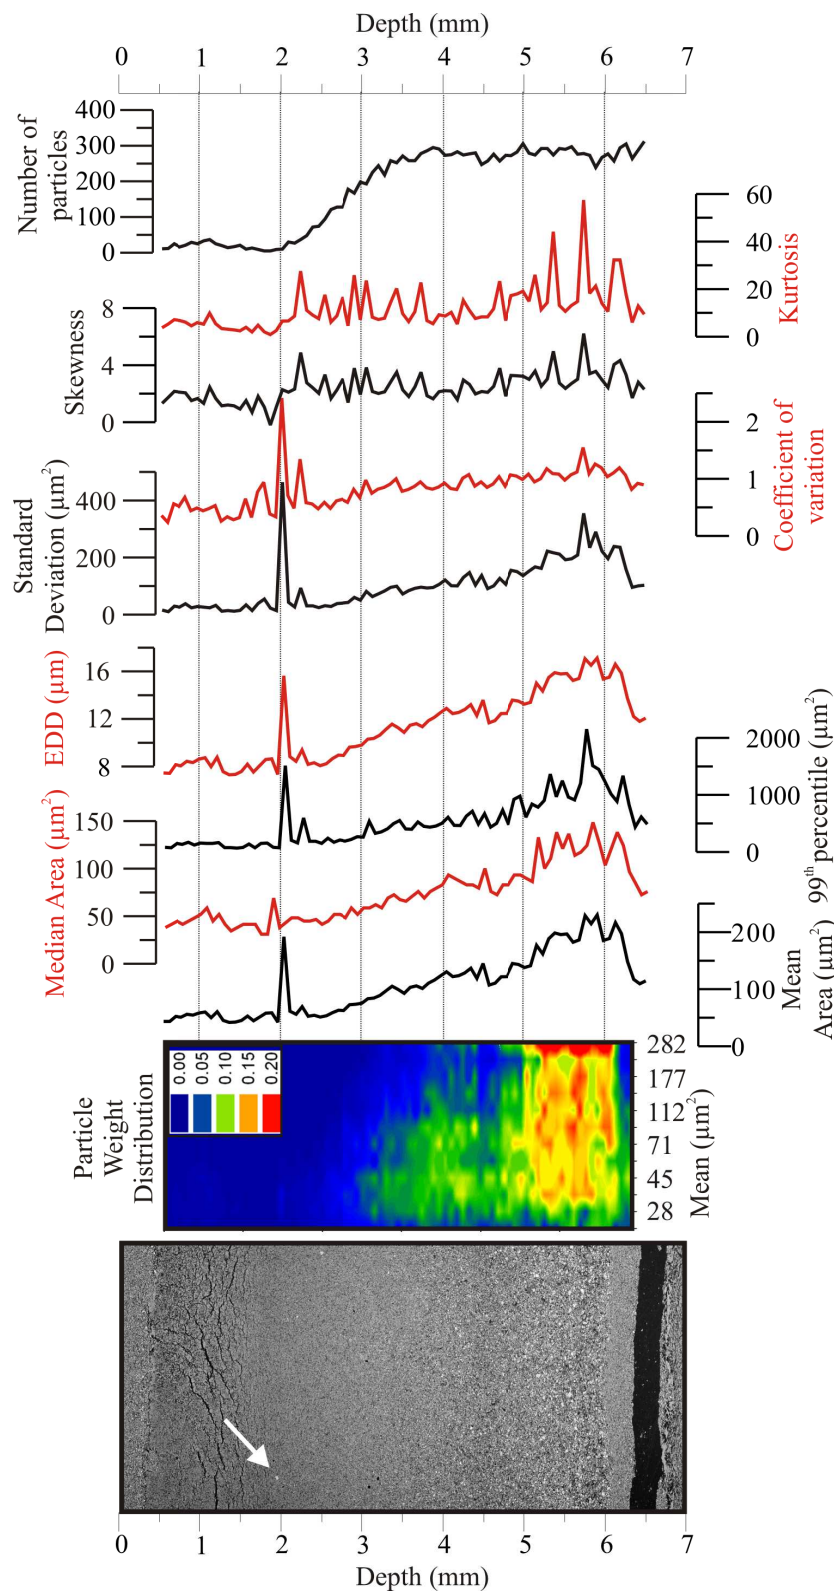 Depth (mm)
0 1 2 3 4 5 6 7
Number of
particles
400
300
200
100
0
60
40
20
0
Kurtosis
Skewness
8
4
0
2
1
0
Coefficient of
variation
Standard
Deviation (µm²)
400
200
0
EDD (µm)
16
12
8
2000
1000
0
99th percentile (µm²)
Median Area (µm²)
150
100
50
0
200
100
0
Mean
Area (µm²)
Particle
Weight
Distribution
0.00
0.05
0.10
0.15
0.20
282
177
112
71
45
28
Mean (µm²)
0 1 2 3 4 5 6 7
Depth (mm)